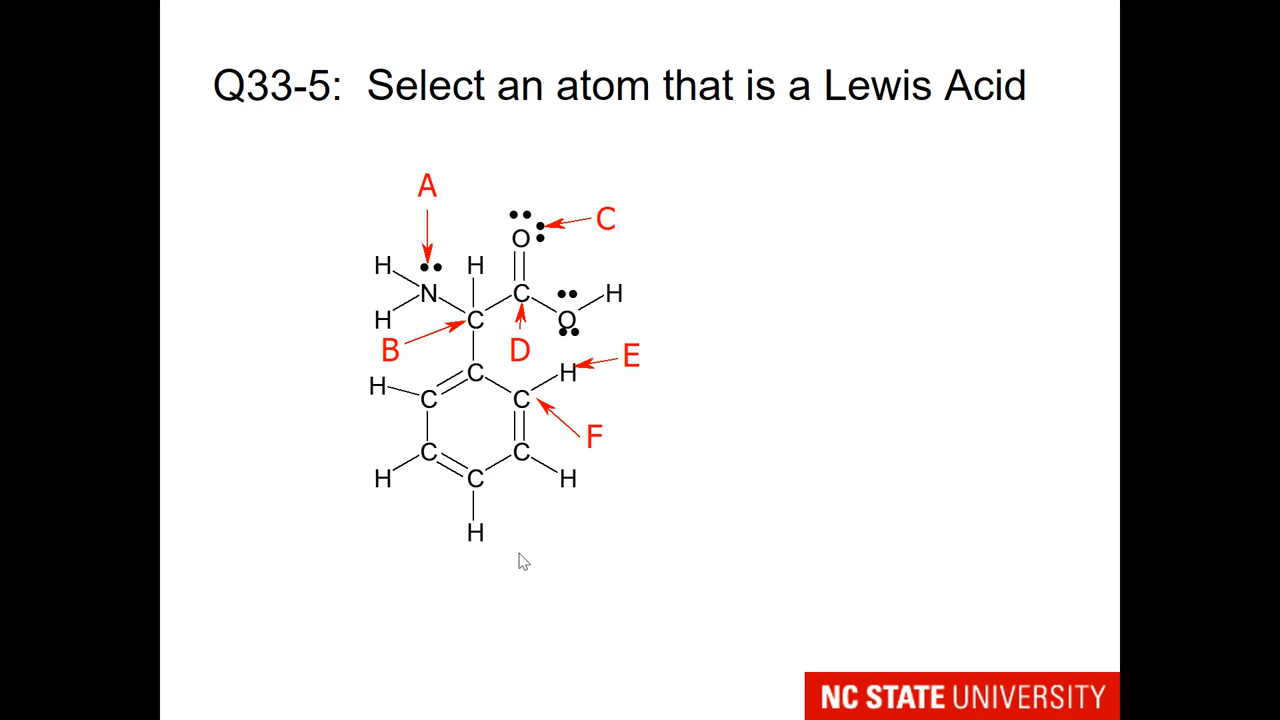 Q33-5: Select an atom that is a Lewis Acid
A
C
O
H H
N C O H
H C
B D
C H E
H C C
F
C C
H C H
H
NC STATE UNIVERSITY